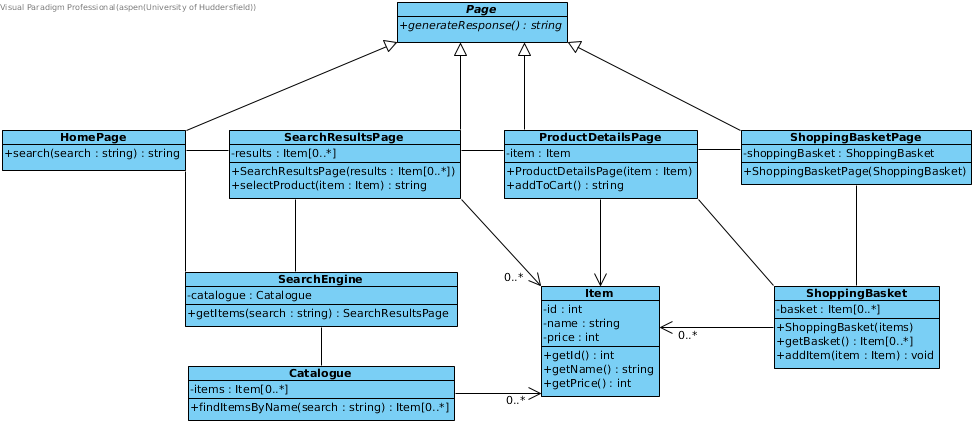 Visual Paradigm Professional(aspen(University of Huddersfield))
Page
+generateResponse() : string
HomePage
+search(search : string) : string
SearchResultsPage
-results : Item[0..*]
+SearchResultsPage(results : Item[0..*])
+selectProduct(item : Item) : string
ProductDetailsPage
-item : Item
+ProductDetailsPage(item : Item)
+addToCart() : string
ShoppingBasketPage
-shoppingBasket : ShoppingBasket
+ShoppingBasketPage(ShoppingBasket)
SearchEngine
-catalogue : Catalogue
+getItems(search : string) : SearchResultsPage
0..*
Item
-id : int
-name : string
-price : int
+getId() : int
+getName() : string
+getPrice() : int
0..*
ShoppingBasket
-basket : Item[0..*]
+ShoppingBasket(items)
+getBasket() : Item[0..*]
+addItem(item : Item) : void
Catalogue
-items : Item[0..*]
+findItemsByName(search : string) : Item[0..*]
0..*